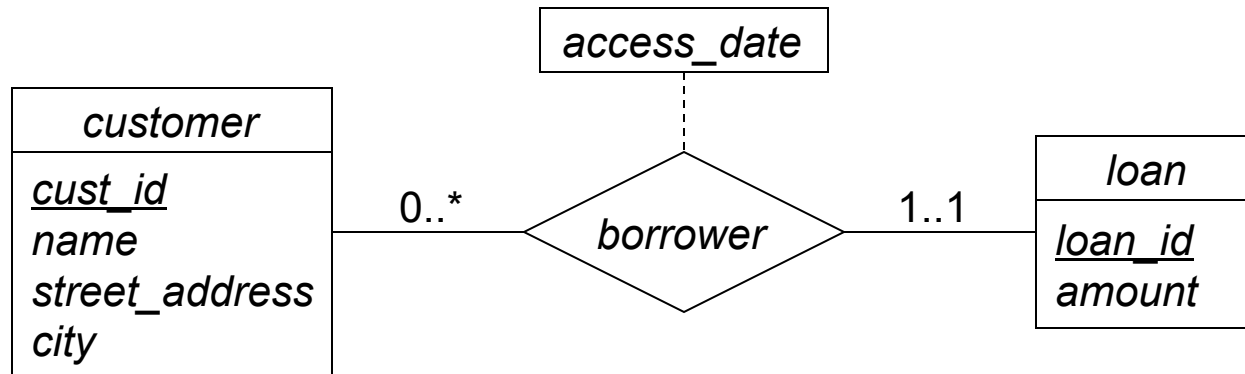 access_date
customer
cust_id
name
street_address
city
0..*
borrower
1..1
loan
loan_id
amount